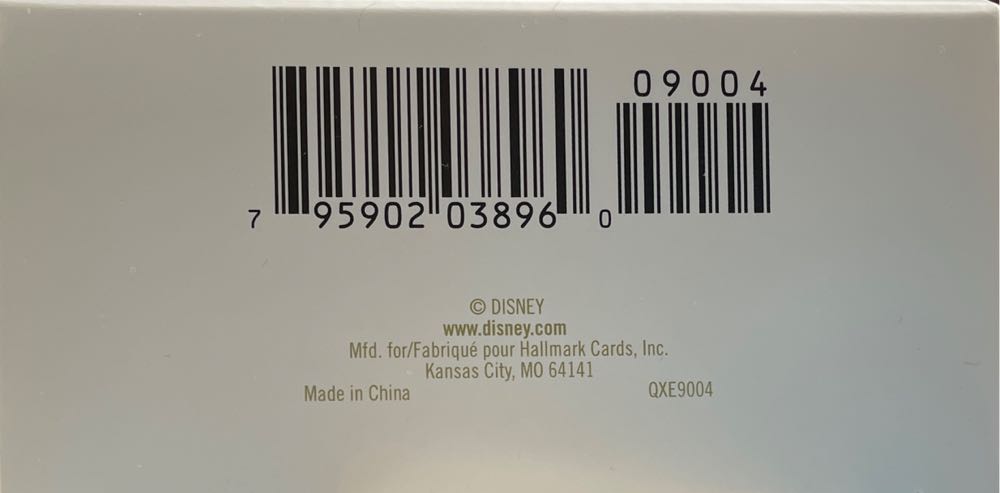 09004
7 95902 03896 0
© DISNEY
www.disney.com
Mfd. for/Fabriqué pour Hallmark Cards, Inc.
Kansas City, MO 64141
Made in China QXE9004